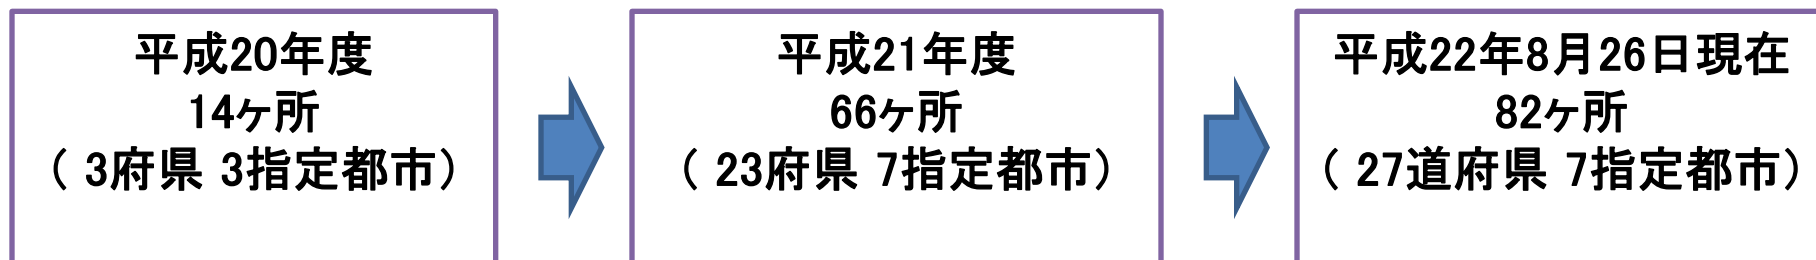 平成20年度
14ヶ所
（ 3府県 3指定都市）
平成21年度
66ヶ所
（ 23府県 7指定都市）
平成22年8月26日現在
82ヶ所
（ 27道府県 7指定都市）